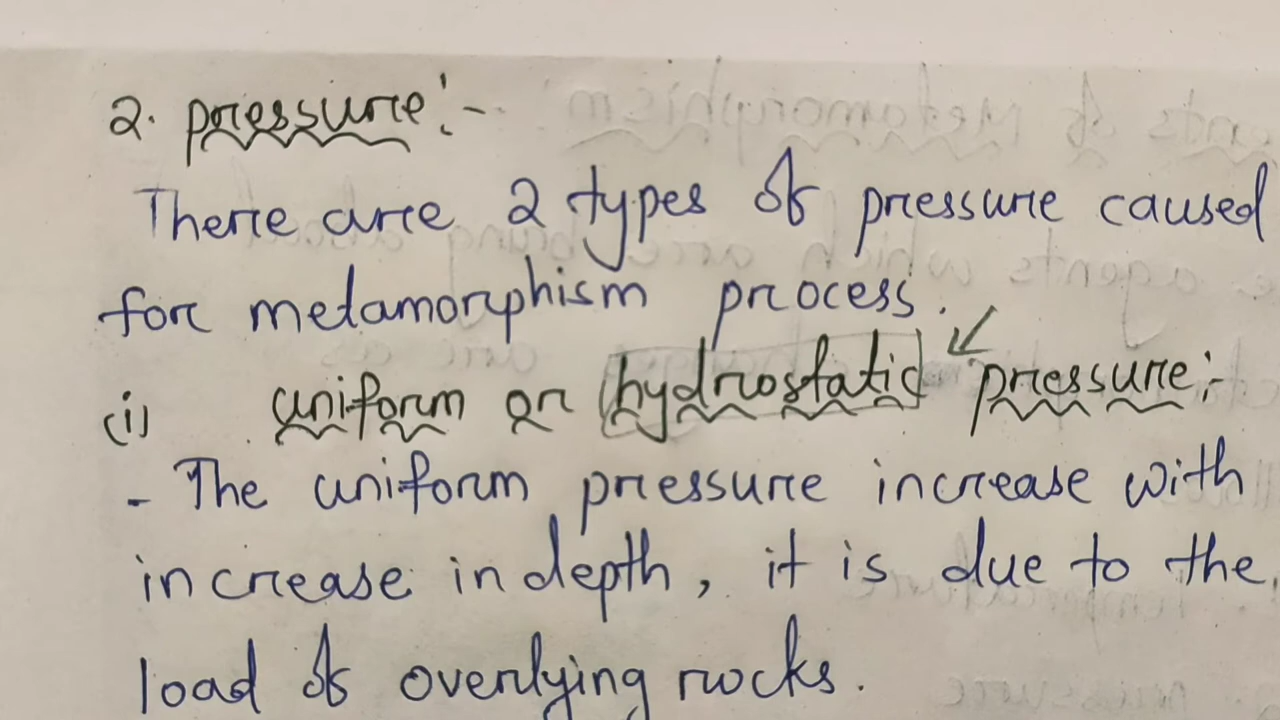 2. pressure:-
There are 2 types of pressure caused
for metamorphism process.
(i) uniform or hydrostatic pressure:-
- The uniform pressure increase with
increase in depth, it is due to the
load of overlying rocks.